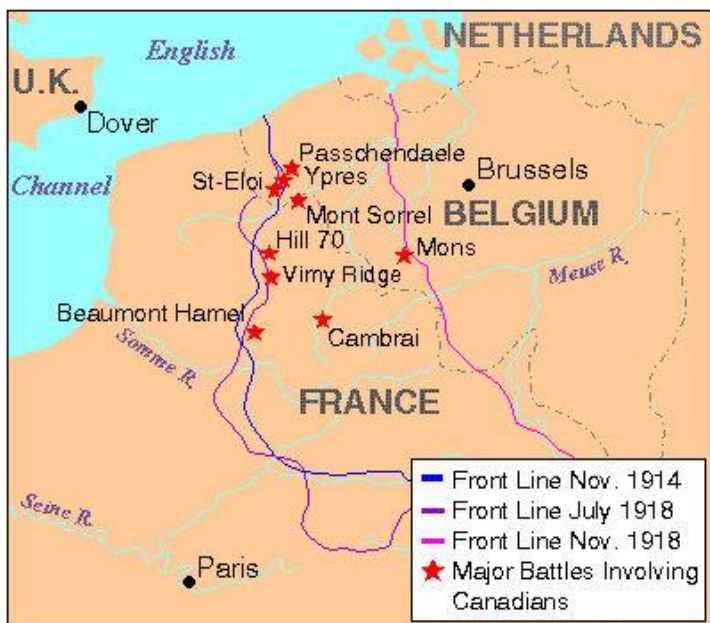 NETHERLANDS
English
U.K.
Dover
Passchendaele
Channel
St-Eloi
Ypres
Brussels
Mont Sorrel
BELGIUM
Hill 70
Mons
Vimy Ridge
Meuse R.
Beaumont Hamel
Cambrai
Somme R.
FRANCE
Front Line Nov. 1914
Front Line July 1918
Seine R.
Front Line Nov. 1918
Paris
Major Battles Involving
Canadians